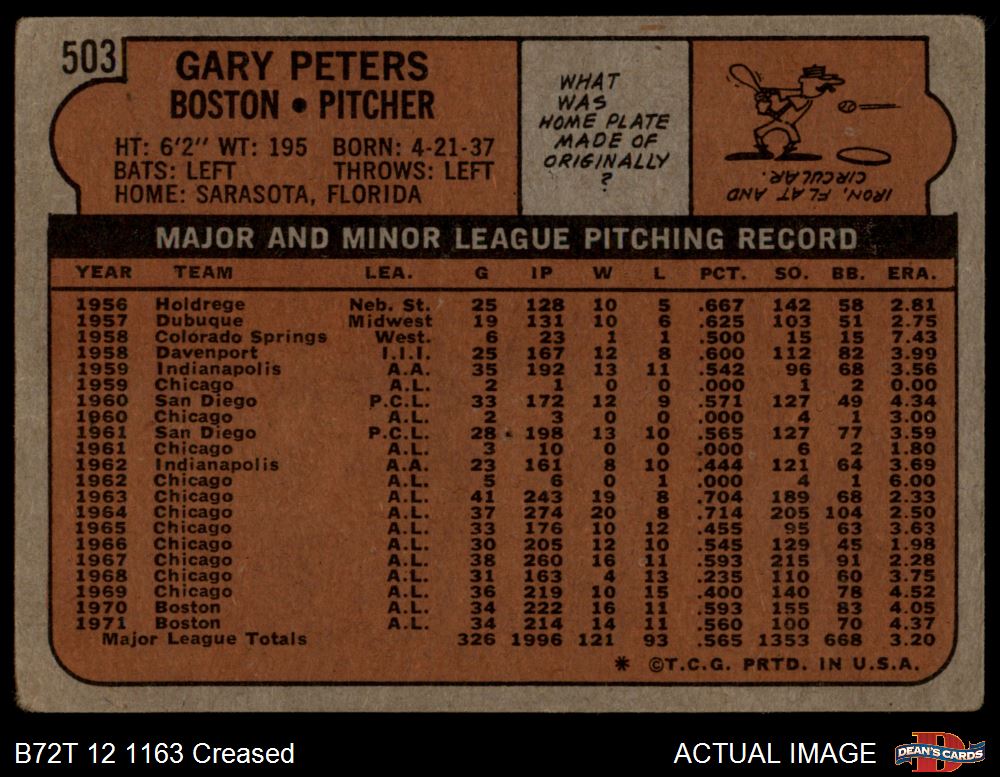 503
GARY PETERS
BOSTON • PITCHER
HT: 6'2" WT: 195 BORN: 4-21-37
BATS: LEFT THROWS: LEFT
HOME: SARASOTA, FLORIDA
WHAT
WAS
HOME PLATE
MADE OF
ORIGINALLY
?
IRON, FLAT AND
CIRCULAR.
MAJOR AND MINOR LEAGUE PITCHING RECORD
YEAR TEAM LEA. G IP W L PCT. SO. BB. ERA.
1956 Holdrege Neb. St. 25 128 10 5 .667 142 58 2.81
1957 Dubuque Midwest 19 131 10 6 .625 103 51 2.75
1958 Colorado Springs West. 6 23 1 1 .500 15 15 7.43
1958 Davenport I.I.I. 25 167 12 8 .600 112 82 3.99
1959 Indianapolis A.A. 35 192 13 11 .542 96 68 3.56
1959 Chicago A.L. 2 1 0 0 .000 1 2 0.00
1960 San Diego P.C.L. 33 172 12 9 .571 127 49 4.34
1960 Chicago A.L. 2 3 0 0 .000 4 1 3.00
1961 San Diego P.C.L. 28 198 13 10 .565 127 77 3.59
1961 Chicago A.L. 3 10 0 0 .000 6 2 1.80
1962 Indianapolis A.A. 23 161 8 10 .444 121 64 3.69
1962 Chicago A.L. 5 6 0 1 .000 4 1 6.00
1963 Chicago A.L. 41 243 19 8 .704 189 68 2.33
1964 Chicago A.L. 37 274 20 8 .714 205 104 2.50
1965 Chicago A.L. 33 176 10 12 .455 95 63 3.63
1966 Chicago A.L. 30 205 12 10 .545 129 45 1.98
1967 Chicago A.L. 38 260 16 11 .593 215 91 2.28
1968 Chicago A.L. 31 163 4 13 .235 110 60 3.75
1969 Chicago A.L. 36 219 10 15 .400 140 78 4.52
1970 Boston A.L. 34 222 16 11 .593 155 83 4.05
1971 Boston A.L. 34 214 14 11 .560 100 70 4.37
Major League Totals 326 1996 121 93 .565 1353 668 3.20
* ©T.C.G. PRTD. IN U.S.A.
B72T 12 1163 Creased
ACTUAL IMAGE
DEAN'S CARDS